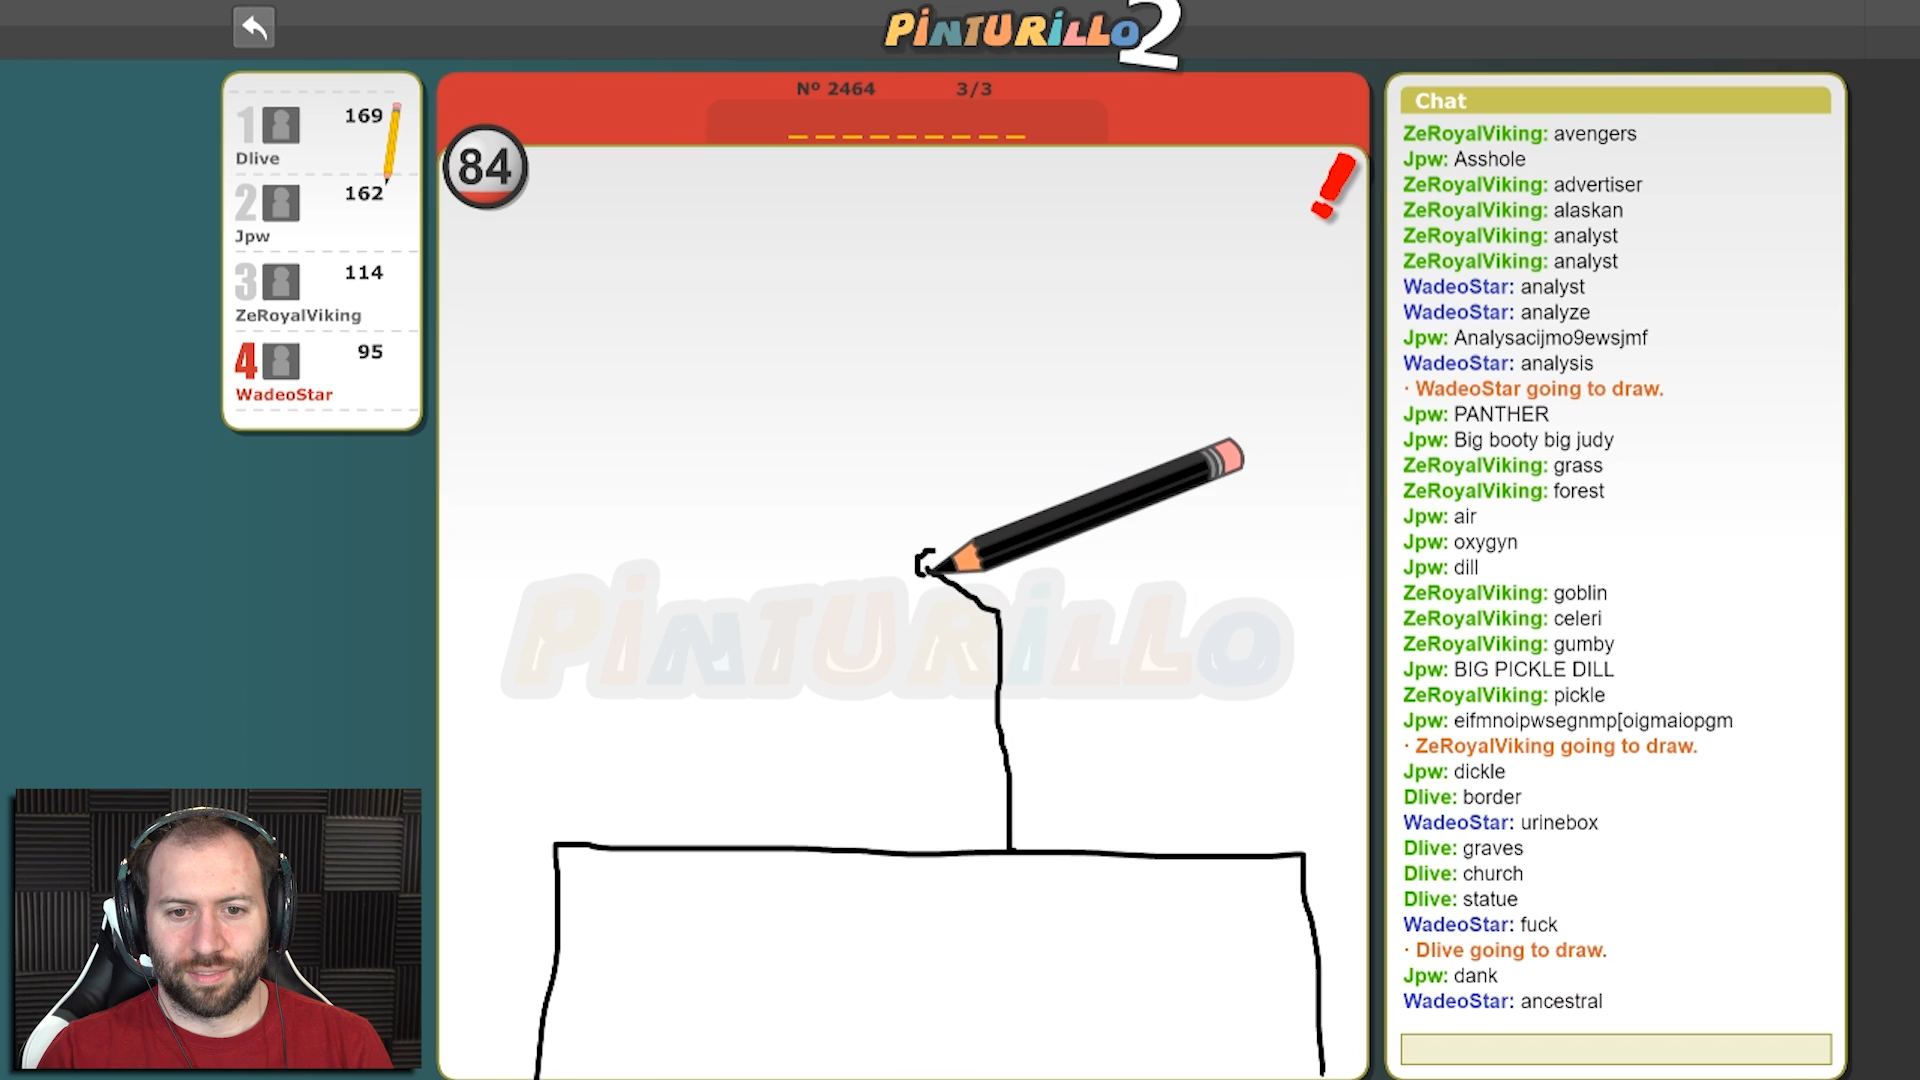 PINTURILLO 2
Nº 2464 3/3
_ _ _ _ _ _ _ _ _
84
1 169
Dlive
2 162
Jpw
3 114
ZeRoyalViking
4 95
WadeoStar
PINTURILLO
Chat
ZeRoyalViking: avengers
Jpw: Asshole
ZeRoyalViking: advertiser
ZeRoyalViking: alaskan
ZeRoyalViking: analyst
ZeRoyalViking: analyst
WadeoStar: analyst
WadeoStar: analyze
Jpw: Analysacijmo9ewsjmf
WadeoStar: analysis
· WadeoStar going to draw.
Jpw: PANTHER
Jpw: Big booty big judy
ZeRoyalViking: grass
ZeRoyalViking: forest
Jpw: air
Jpw: oxygyn
Jpw: dill
ZeRoyalViking: goblin
ZeRoyalViking: celeri
ZeRoyalViking: gumby
Jpw: BIG PICKLE DILL
ZeRoyalViking: pickle
Jpw: eifmnoipwsegnmp[oigmaiopgm
· ZeRoyalViking going to draw.
Jpw: dickle
Dlive: border
WadeoStar: urinebox
Dlive: graves
Dlive: church
Dlive: statue
WadeoStar: fuck
· Dlive going to draw.
Jpw: dank
WadeoStar: ancestral